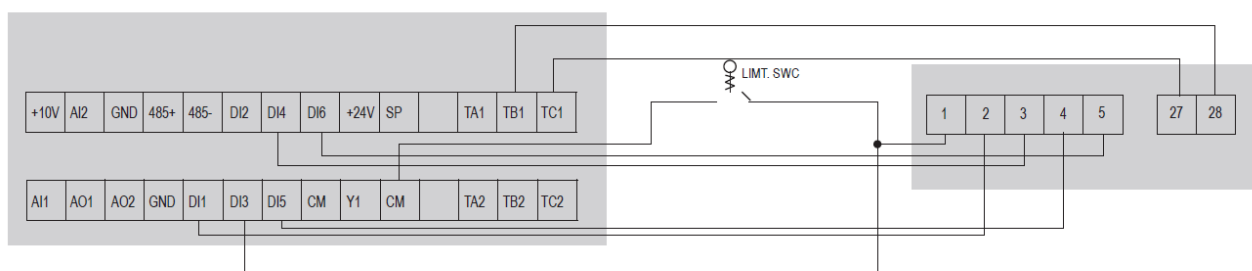 LIMT. SWC
+10V AI2 GND 485+ 485- DI2 DI4 DI6 +24V SP TA1 TB1 TC1
1 2 3 4 5
27 28
AI1 AO1 AO2 GND DI1 DI3 DI5 CM Y1 CM TA2 TB2 TC2